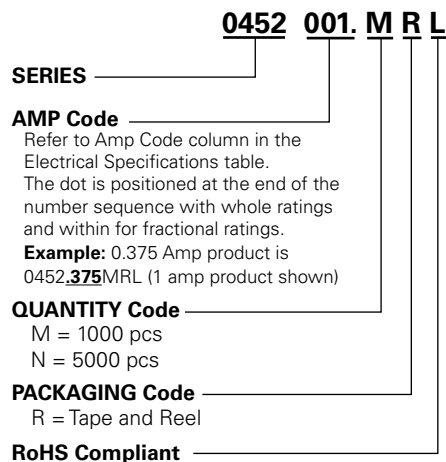 0452 001. M R L
SERIES
AMP Code
Refer to Amp Code column in the
Electrical Specifications table.
The dot is positioned at the end of the
number sequence with whole ratings
and within for fractional ratings.
Example: 0.375 Amp product is
0452.375MRL (1 amp product shown)
QUANTITY Code
M = 1000 pcs
N = 5000 pcs
PACKAGING Code
R = Tape and Reel
RoHS Compliant